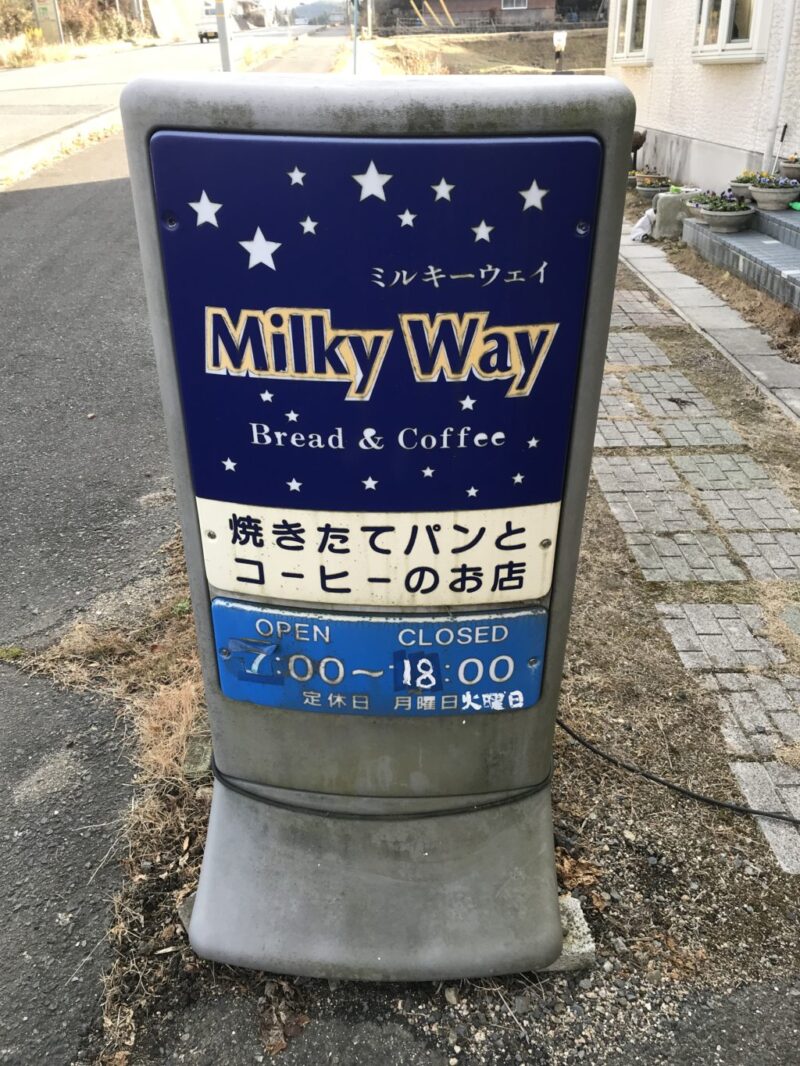 ミルキーウェイ
Milky Way
Bread & Coffee
焼きたてパンと
コーヒーのお店
OPEN CLOSED
7:00〜18:00
定休日 月曜日火曜日